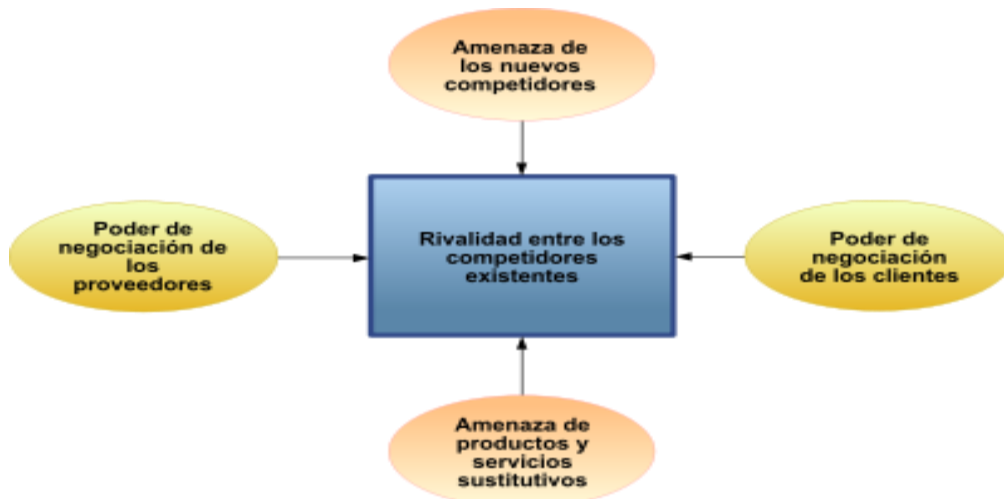 Amenaza de
los nuevos
competidores
Poder de
negociación de
los
proveedores
Rivalidad entre los
competidores
existentes
Poder de
negociación
de los clientes
Amenaza de
productos y
servicios
sustitutivos